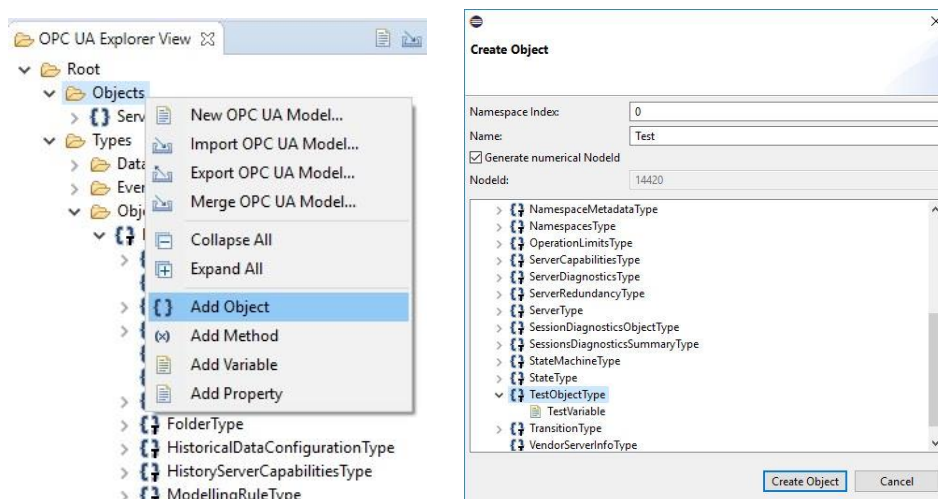 OPC UA Explorer View
Root
Objects
Serv
Types
Data
Ever
Obje
New OPC UA Model...
Import OPC UA Model...
Export OPC UA Model...
Merge OPC UA Model...
Collapse All
Expand All
Add Object
Add Method
Add Variable
Add Property
FolderType
HistoricalDataConfigurationType
HistoryServerCapabilitiesType
ModellingRuleType
Create Object
Namespace Index: 0
Name: Test
Generate numerical NodeId
NodeId: 14420
NamespaceMetadataType
NamespacesType
OperationLimitsType
ServerCapabilitiesType
ServerDiagnosticsType
ServerRedundancyType
ServerType
SessionDiagnosticsObjectType
SessionsDiagnosticsSummaryType
StateMachineType
StateType
TestObjectType
TestVariable
TransitionType
VendorServerInfoType
Create Object Cancel